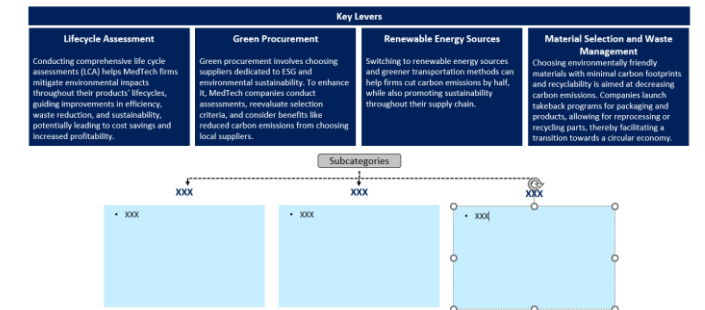 Key Levers
Lifecycle Assessment
Conducting comprehensive life cycle
assessments (LCA) helps MedTech firms
mitigate environmental impacts
throughout their products' lifecycles,
guiding improvements in efficiency,
waste reduction, and sustainability,
potentially leading to cost savings and
increased profitability.
Green Procurement
Green procurement involves choosing
suppliers dedicated to ESG and
environmental sustainability. To enhance
it, MedTech companies conduct
assessments, reevaluate selection
criteria, and consider benefits like
reduced carbon emissions from choosing
local suppliers.
Renewable Energy Sources
Switching to renewable energy sources
and greener transportation methods can
help firms cut carbon emissions by half,
while also promoting sustainability
throughout their supply chain.
Material Selection and Waste
Management
Choosing environmentally friendly
materials with minimal carbon footprints
and recyclability is aimed at decreasing
carbon emissions. Companies launch
takeback programs for packaging and
products, allowing for reprocessing or
recycling parts, thereby facilitating a
transition towards a circular economy.
Subcategories
XXX
• XXX
XXX
• XXX
XXX
• XXX